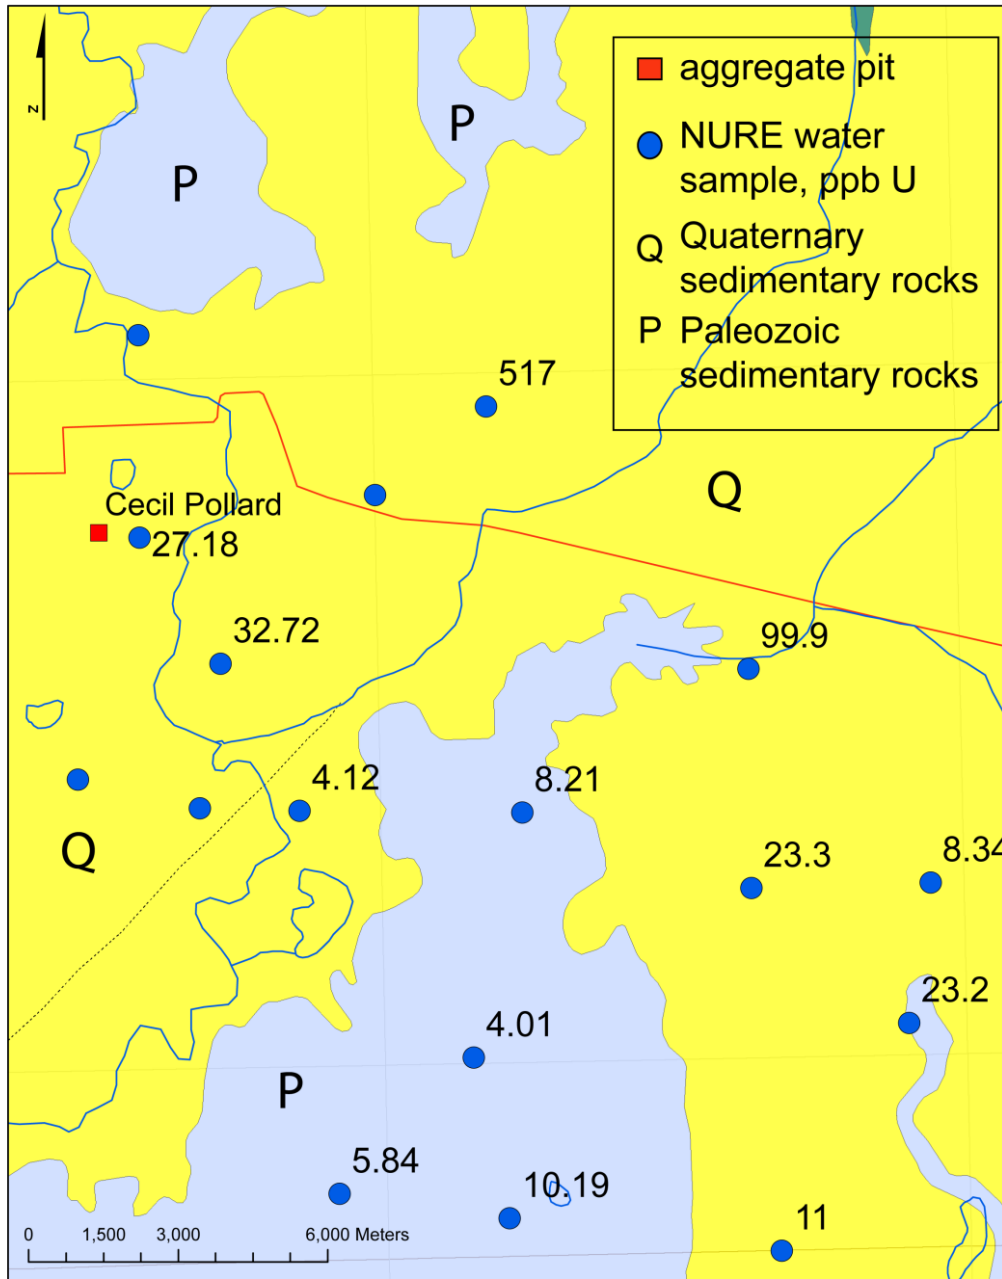 aggregate pit
NURE water
sample, ppb U
Q Quaternary
sedimentary rocks
P Paleozoic
sedimentary rocks
z
P
P
517
Q
Cecil Pollard
27.18
32.72
99.9
4.12
8.21
Q
23.3
8.34
23.2
4.01
P
5.84
10.19
11
0 1,500 3,000 6,000 Meters